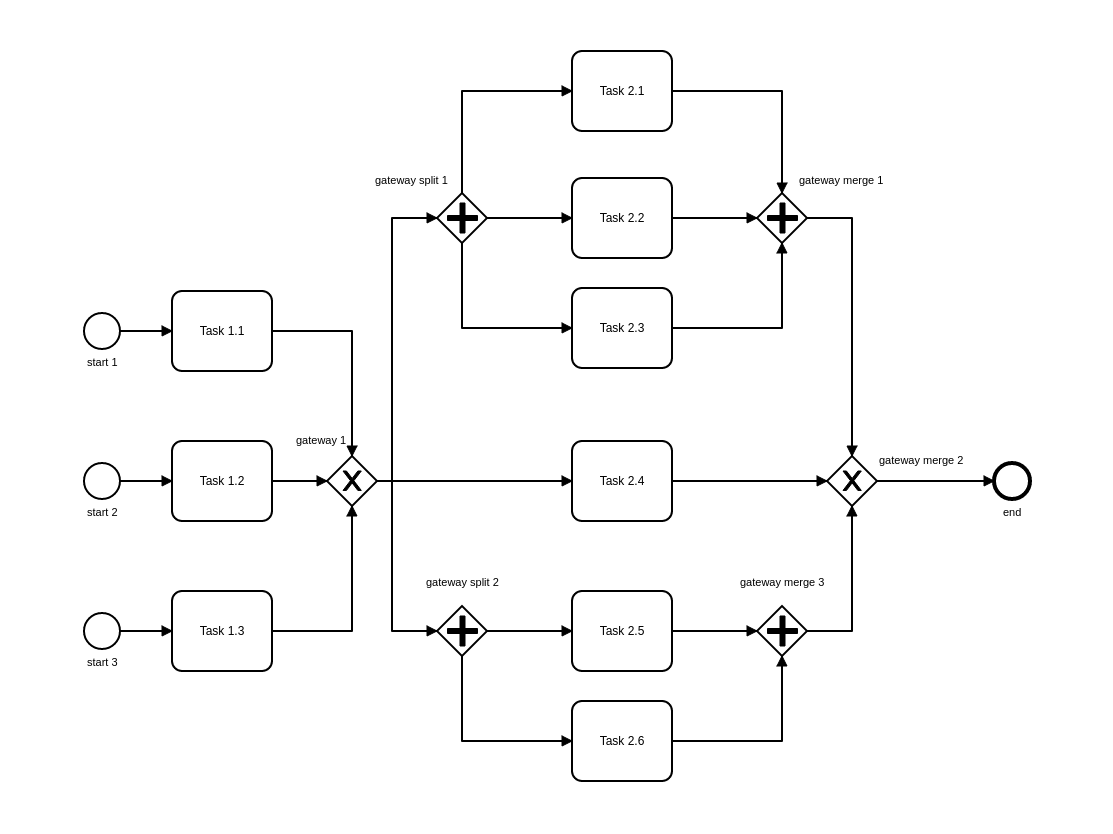 Task 2.1
gateway split 1
Task 2.2
gateway merge 1
Task 2.3
Task 1.1
start 1
gateway 1
Task 1.2
start 2
X
Task 2.4
X
gateway merge 2
end
gateway split 2
gateway merge 3
Task 1.3
start 3
Task 2.5
Task 2.6